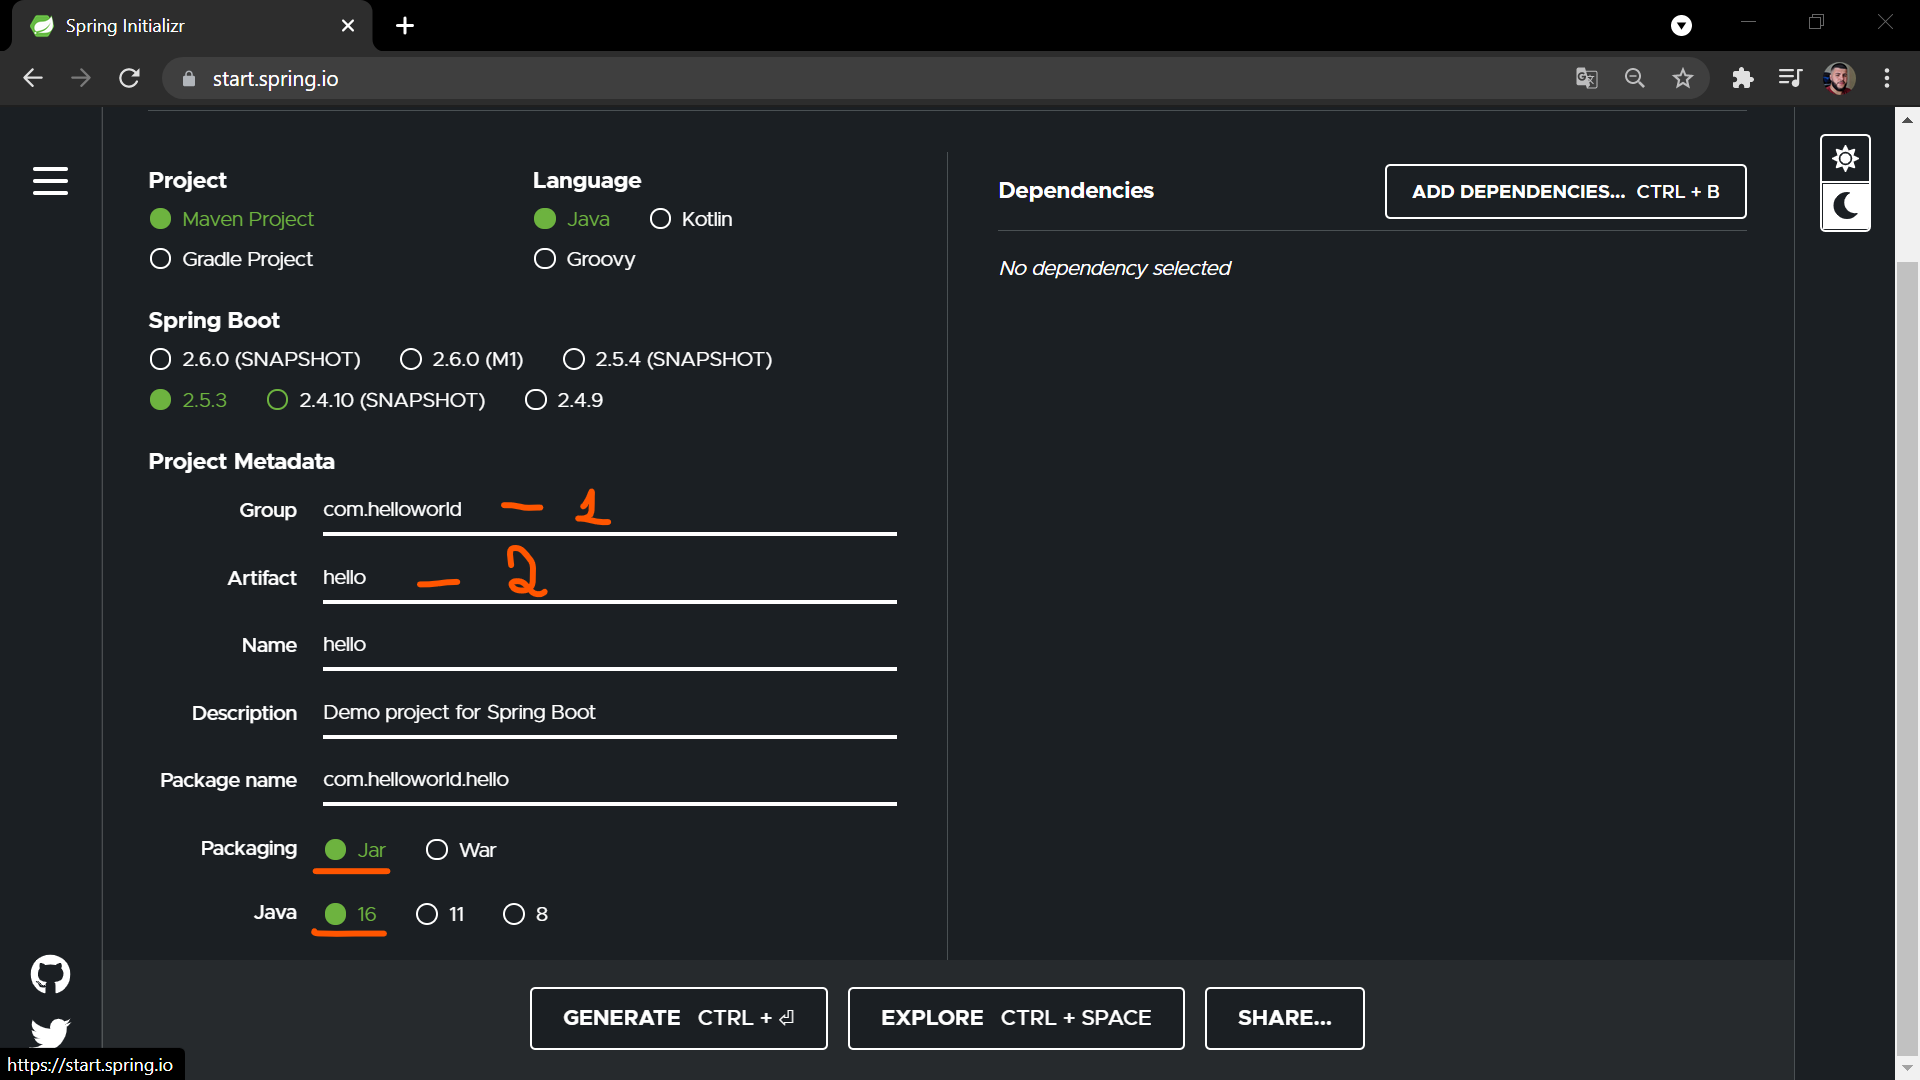 Spring Initializr
start.spring.io
Project
Language
Dependencies
ADD DEPENDENCIES... CTRL + B
Maven Project
Java
Kotlin
Gradle Project
Groovy
No dependency selected
Spring Boot
2.6.0 (SNAPSHOT)
2.6.0 (M1)
2.5.4 (SNAPSHOT)
2.5.3
2.4.10 (SNAPSHOT)
2.4.9
Project Metadata
Group com.helloworld — 1
Artifact hello — 2
Name hello
Description Demo project for Spring Boot
Package name com.helloworld.hello
Packaging Jar War
Java 16 11 8
GENERATE CTRL + ⏎
EXPLORE CTRL + SPACE
SHARE...
https://start.spring.io